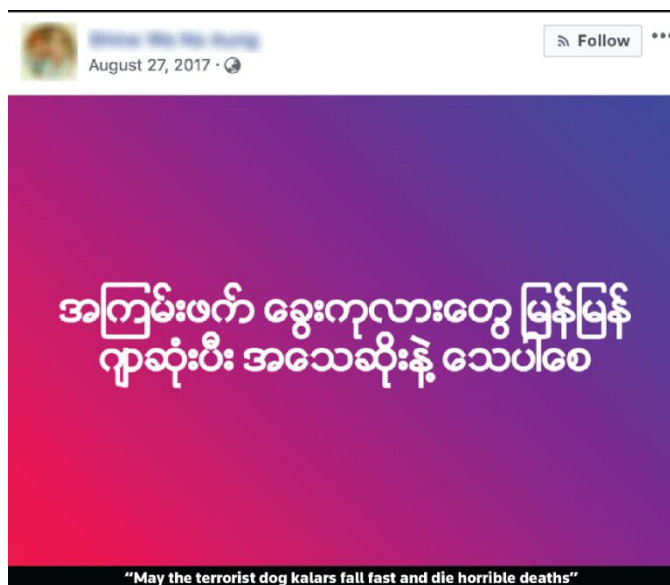 August 27, 2017 ·
Follow
အကြမ်းဖက် ခွေးကုလားတွေ မြန်မြန်
ကျဆုံးပီး အသေဆိုးနဲ့ သေပါစေ
“May the terrorist dog kalars fall fast and die horrible deaths”